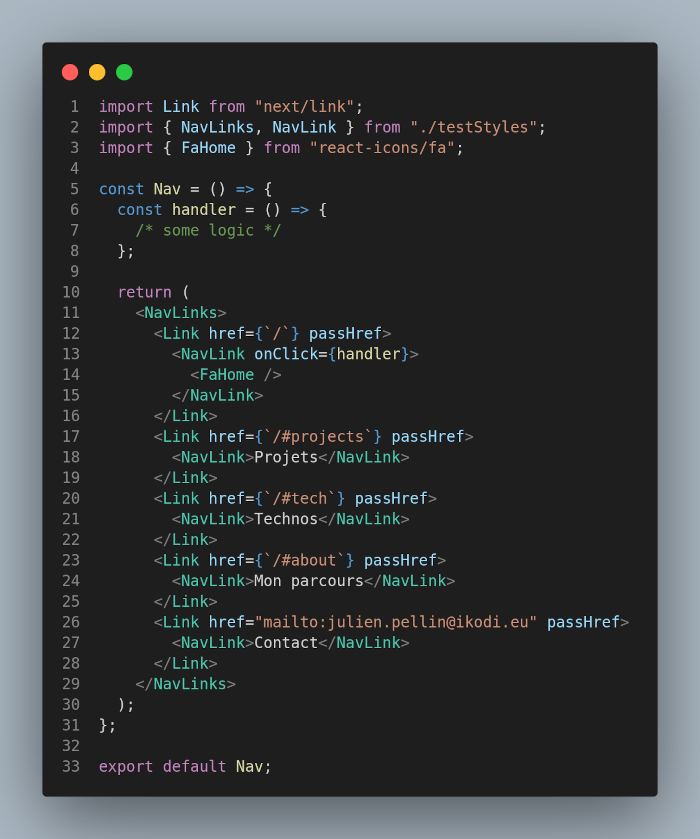 1 import Link from "next/link";
2 import { NavLinks, NavLink } from "./testStyles";
3 import { FaHome } from "react-icons/fa";
4
5 const Nav = () => {
6   const handler = () => {
7     /* some logic */
8   };
9
10   return (
11     <NavLinks>
12       <Link href={`/`} passHref>
13         <NavLink onClick={handler}>
14           <FaHome />
15         </NavLink>
16       </Link>
17       <Link href={`/#projects`} passHref>
18         <NavLink>Projets</NavLink>
19       </Link>
20       <Link href={`/#tech`} passHref>
21         <NavLink>Technos</NavLink>
22       </Link>
23       <Link href={`/#about`} passHref>
24         <NavLink>Mon parcours</NavLink>
25       </Link>
26       <Link href="mailto:julien.pellin@ikodi.eu" passHref>
27         <NavLink>Contact</NavLink>
28       </Link>
29     </NavLinks>
30   );
31 };
32
33 export default Nav;